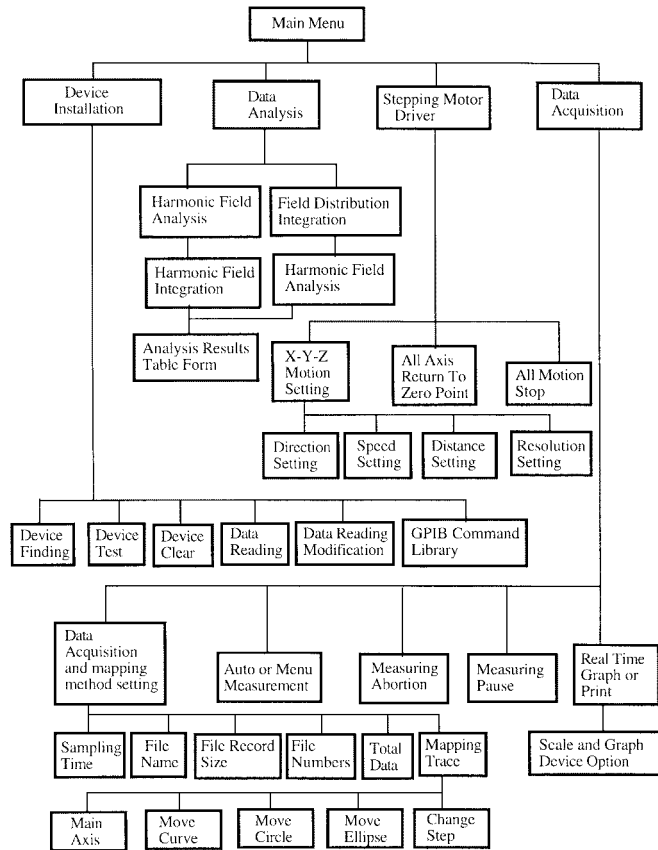 Main Menu
Device
Installation
Data
Analysis
Stepping Motor
Driver
Data
Acquisition
Harmonic Field
Analysis
Field Distribution
Integration
Harmonic Field
Integration
Harmonic Field
Analysis
Analysis Results
Table Form
X-Y-Z
Motion
Setting
All Axis
Return To
Zero Point
All Motion
Stop
Direction
Setting
Speed
Setting
Distance
Setting
Resolution
Setting
Device
Finding
Device
Test
Device
Clear
Data
Reading
Data Reading
Modification
GPIB Command
Library
Data
Acquisition
and mapping
method setting
Auto or Menu
Measurement
Measuring
Abortion
Measuring
Pause
Real Time
Graph or
Print
Sampling
Time
File
Name
File Record
Size
File
Numbers
Total
Data
Mapping
Trace
Scale and Graph
Device Option
Main
Axis
Move
Curve
Move
Circle
Move
Ellipse
Change
Step